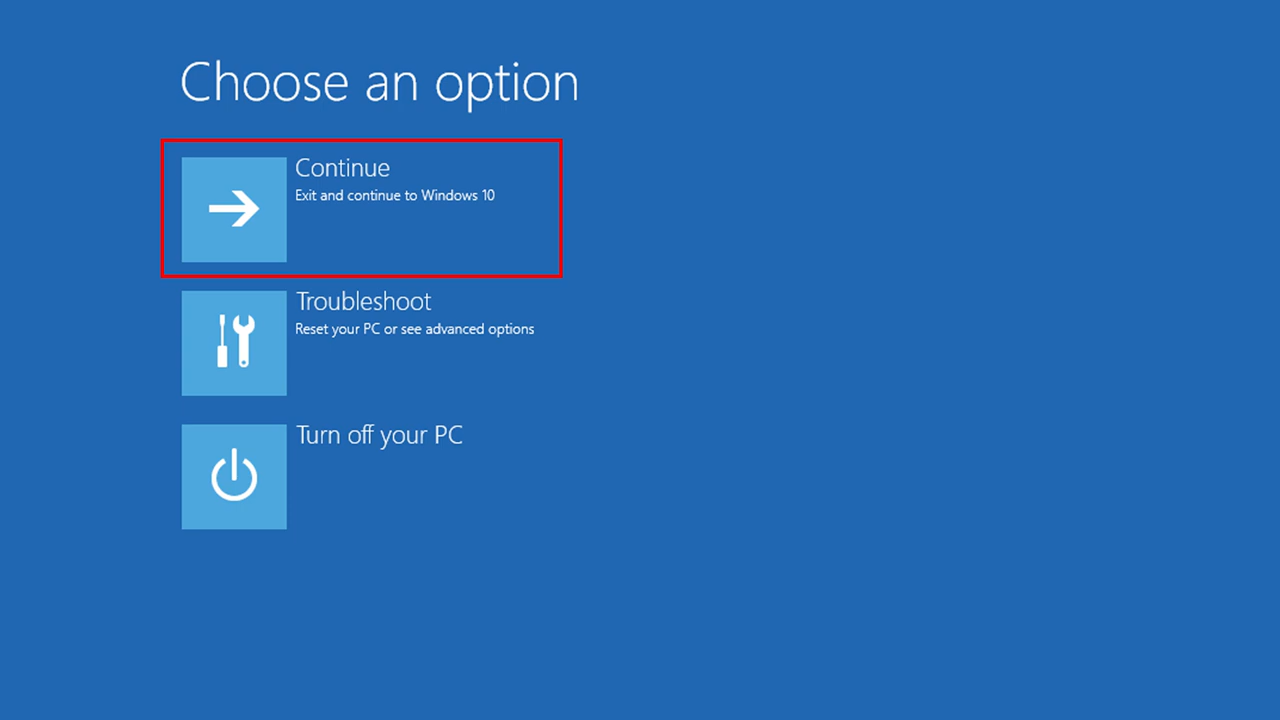 Choose an option
Continue
Exit and continue to Windows 10
Troubleshoot
Reset your PC or see advanced options
Turn off your PC